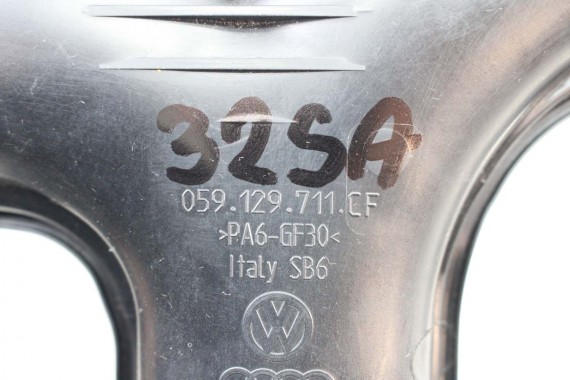 32SA
059.129.711.CF
>PA6-GF30<
Italy SB6